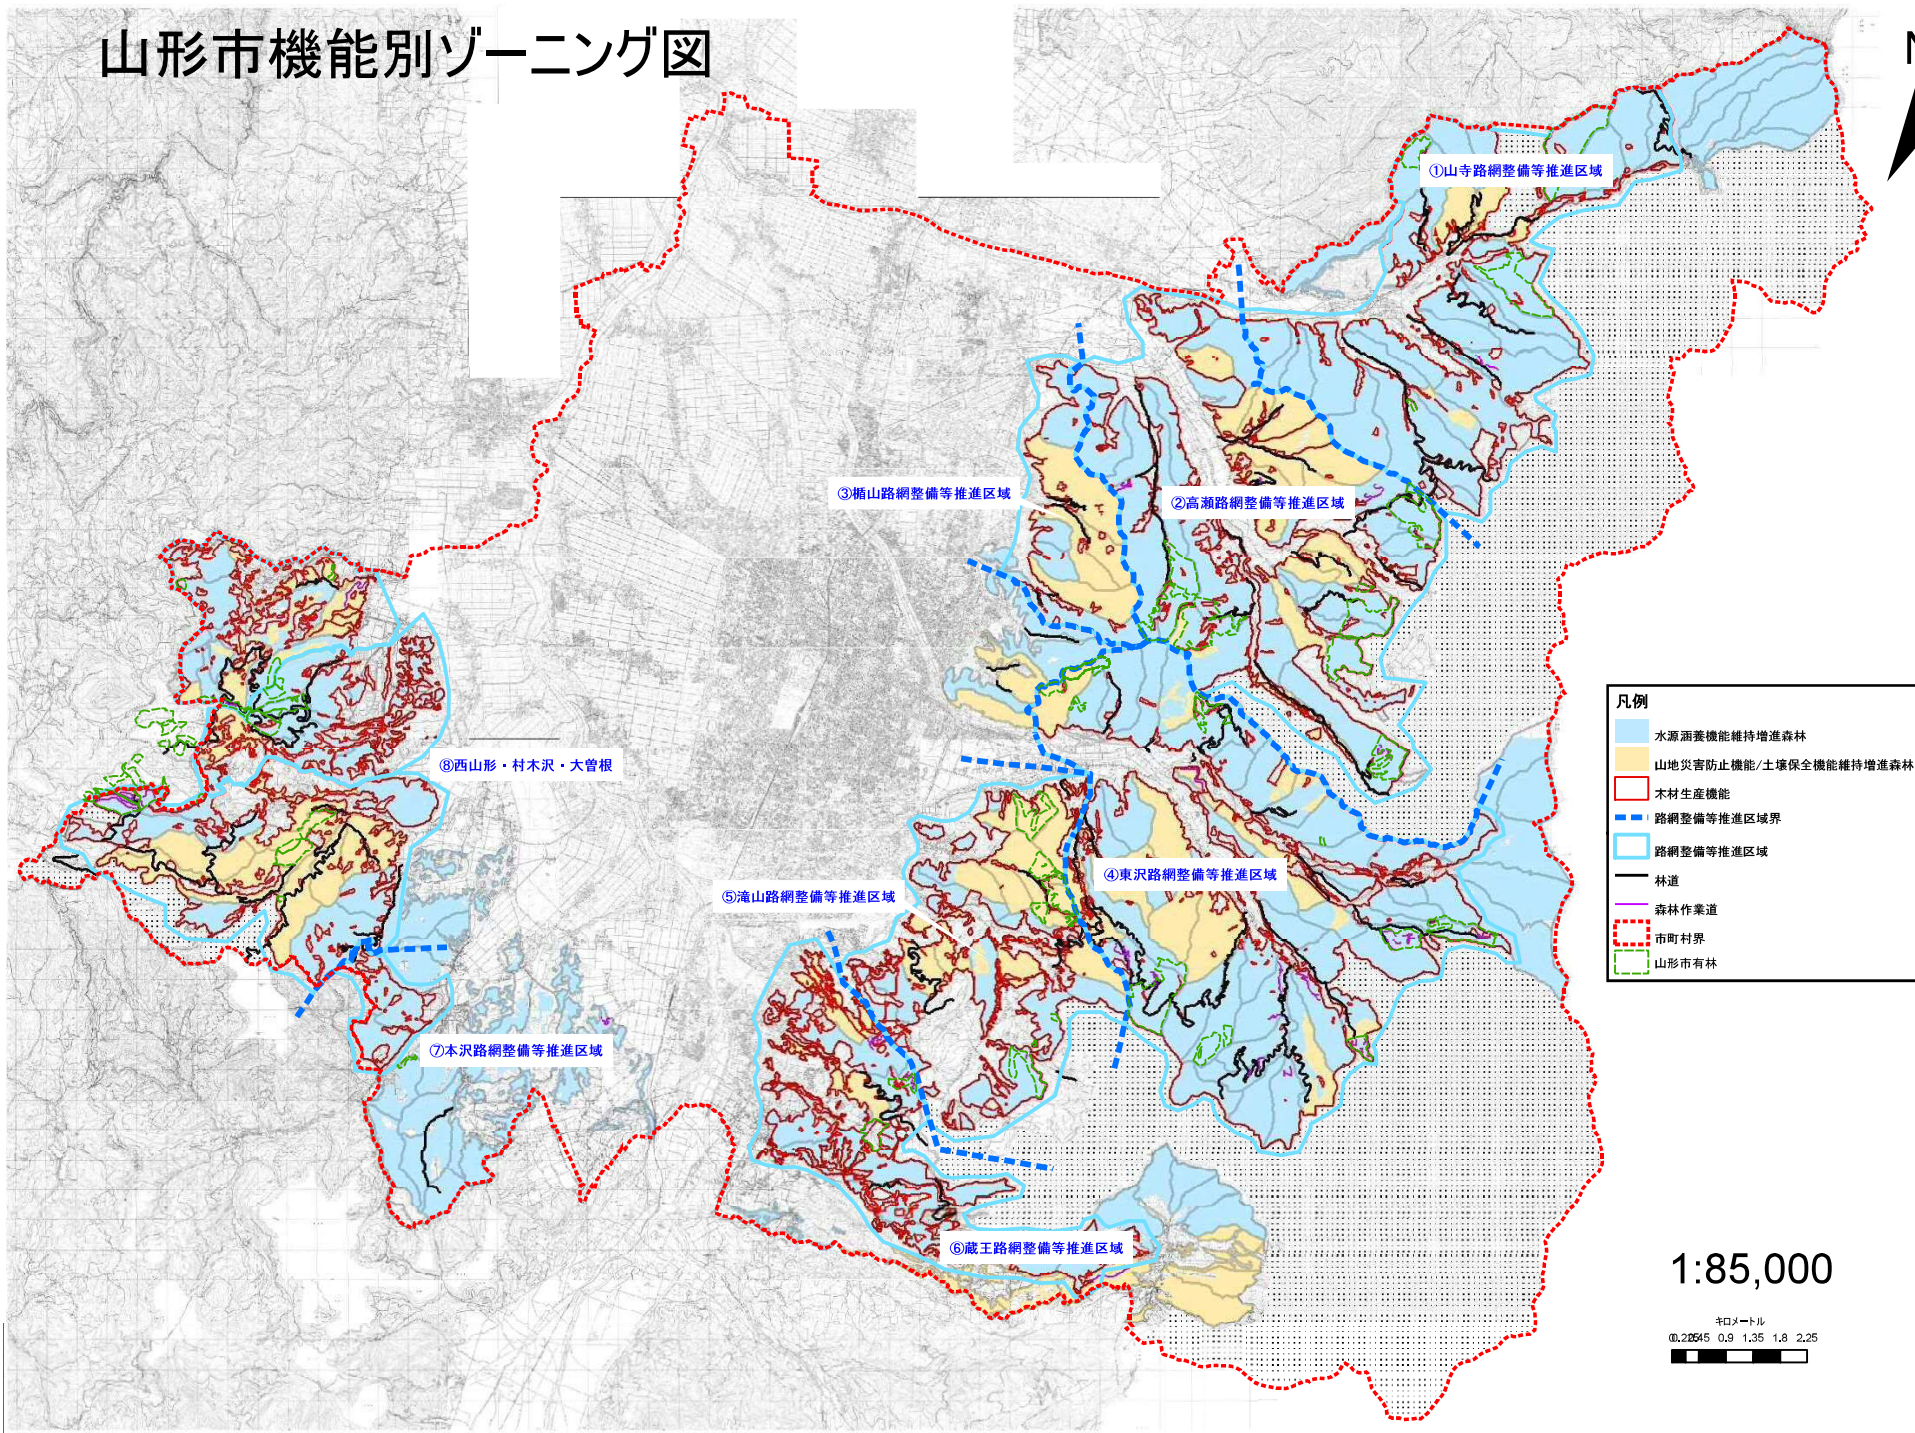 山形市機能別ゾーニング図
N
①山寺路網整備等推進区域
③楯山路網整備等推進区域
②高瀬路網整備等推進区域
⑧西山形・村木沢・大曽根
④東沢路網整備等推進区域
⑤滝山路網整備等推進区域
⑦本沢路網整備等推進区域
⑥蔵王路網整備等推進区域
凡例
水源涵養機能維持増進森林
山地災害防止機能/土壌保全機能維持増進森林
木材生産機能
路網整備等推進区域界
路網整備等推進区域
林道
森林作業道
市町村界
山形市有林
1:85,000
キロメートル
0.9 1.35 1.8 2.25